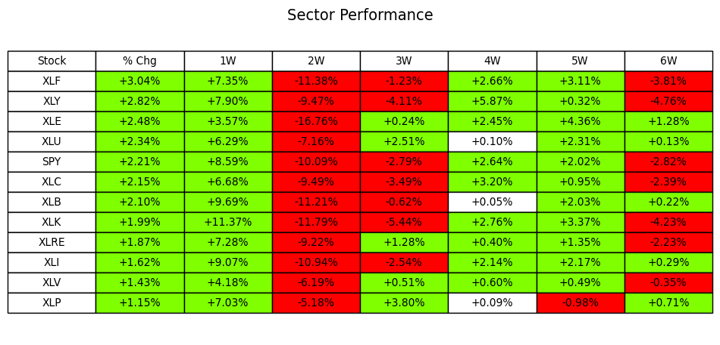 Sector Performance
Stock % Chg 1W 2W 3W 4W 5W 6W
XLF +3.04% +7.35% -11.38% -1.23% +2.66% +3.11% -3.81%
XLY +2.82% +7.90% -9.47% -4.11% +5.87% +0.32% -4.76%
XLE +2.48% +3.57% -16.76% +0.24% +2.45% +4.36% +1.28%
XLU +2.34% +6.29% -7.16% +2.51% +0.10% +2.31% +0.13%
SPY +2.21% +8.59% -10.09% -2.79% +2.64% +2.02% -2.82%
XLC +2.15% +6.68% -9.49% -3.49% +3.20% +0.95% -2.39%
XLB +2.10% +9.69% -11.21% -0.62% +0.05% +2.03% +0.22%
XLK +1.99% +11.37% -11.79% -5.44% +2.76% +3.37% -4.23%
XLRE +1.87% +7.28% -9.22% +1.28% +0.40% +1.35% -2.23%
XLI +1.62% +9.07% -10.94% -2.54% +2.14% +2.17% +0.29%
XLV +1.43% +4.18% -6.19% +0.51% +0.60% +0.49% -0.35%
XLP +1.15% +7.03% -5.18% +3.80% +0.09% -0.98% +0.71%